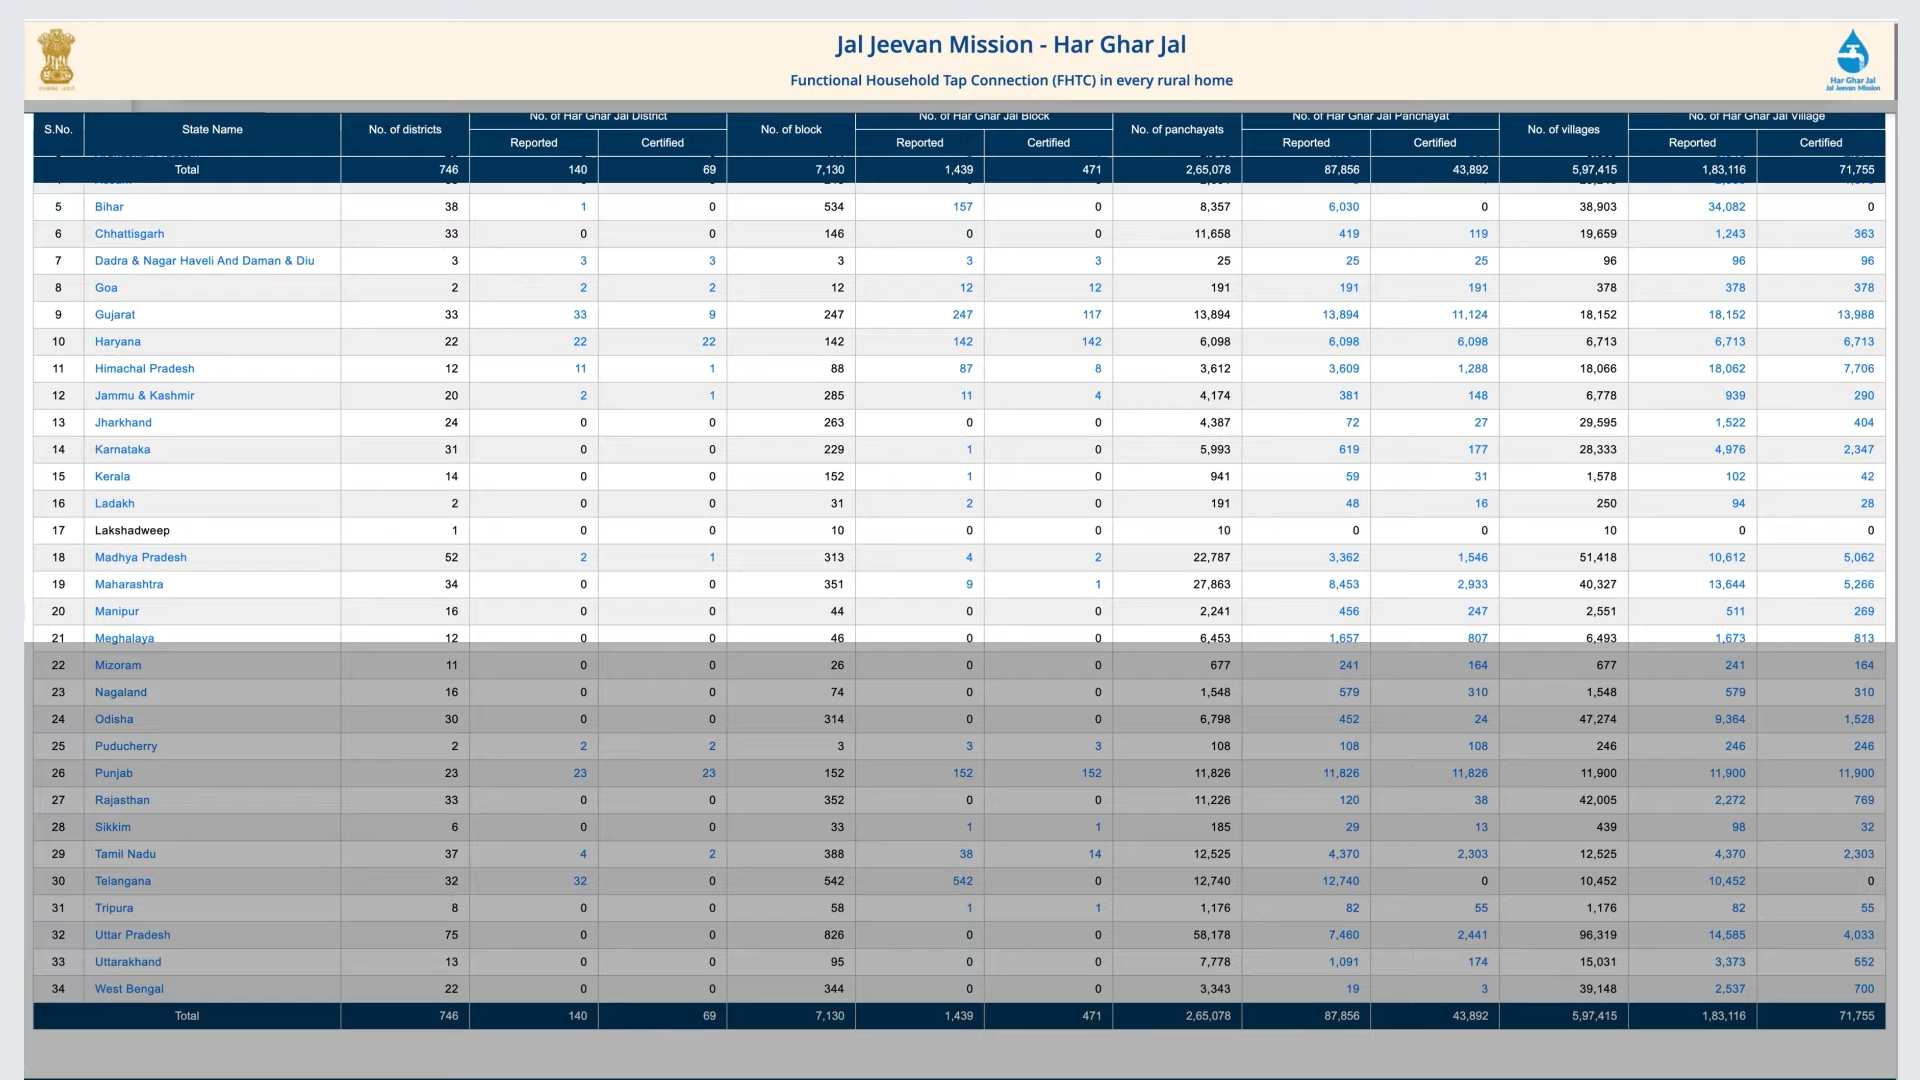 Jal Jeevan Mission - Har Ghar Jal
Functional Household Tap Connection (FHTC) in every rural home
Har Ghar Jal
Jal Jeevan Mission
S.No. State Name No. of districts No. of Har Ghar Jal District No. of block No. of Har Ghar Jal Block No. of panchayats No. of Har Ghar Jal Panchayat No. of villages No. of Har Ghar Jal Village
Reported Certified Reported Certified Reported Certified Reported Certified
Total 746 140 69 7,130 1,439 471 2,65,078 87,856 43,892 5,97,415 1,83,116 71,755
5 Bihar 38 1 0 534 157 0 8,357 6,030 0 38,903 34,082 0
6 Chhattisgarh 33 0 0 146 0 0 11,658 419 119 19,659 1,243 363
7 Dadra & Nagar Haveli And Daman & Diu 3 3 3 3 3 3 25 25 25 96 96 96
8 Goa 2 2 2 12 12 12 191 191 191 378 378 378
9 Gujarat 33 33 9 247 247 117 13,894 13,894 11,124 18,152 18,152 13,988
10 Haryana 22 22 22 142 142 142 6,098 6,098 6,098 6,713 6,713 6,713
11 Himachal Pradesh 12 11 1 88 87 8 3,612 3,609 1,288 18,066 18,062 7,706
12 Jammu & Kashmir 20 2 1 285 11 4 4,174 381 148 6,778 939 290
13 Jharkhand 24 0 0 263 0 0 4,387 72 27 29,595 1,522 404
14 Karnataka 31 0 0 229 1 0 5,993 619 177 28,333 4,976 2,347
15 Kerala 14 0 0 152 1 0 941 59 31 1,578 102 42
16 Ladakh 2 0 0 31 2 0 191 48 16 250 94 28
17 Lakshadweep 1 0 0 10 0 0 10 0 0 10 0 0
18 Madhya Pradesh 52 2 1 313 4 2 22,787 3,362 1,546 51,418 10,612 5,062
19 Maharashtra 34 0 0 351 9 1 27,863 8,453 2,933 40,327 13,644 5,266
20 Manipur 16 0 0 44 0 0 2,241 456 247 2,551 511 269
21 Meghalaya 12 0 0 46 0 0 6,453 1,657 807 6,493 1,673 813
22 Mizoram 11 0 0 26 0 0 677 241 164 677 241 164
23 Nagaland 16 0 0 74 0 0 1,548 579 310 1,548 579 310
24 Odisha 30 0 0 314 0 0 6,798 452 24 47,274 9,364 1,528
25 Puducherry 2 2 2 3 3 3 108 108 108 246 246 246
26 Punjab 23 23 23 152 152 152 11,826 11,826 11,826 11,900 11,900 11,900
27 Rajasthan 33 0 0 352 0 0 11,226 120 38 42,005 2,272 769
28 Sikkim 6 0 0 33 1 1 185 29 13 439 98 32
29 Tamil Nadu 37 4 2 388 38 14 12,525 4,370 2,303 12,525 4,370 2,303
30 Telangana 32 32 0 542 542 0 12,740 12,740 0 10,452 10,452 0
31 Tripura 8 0 0 58 1 1 1,176 82 55 1,176 82 55
32 Uttar Pradesh 75 0 0 826 0 0 58,178 7,460 2,441 96,319 14,585 4,033
33 Uttarakhand 13 0 0 95 0 0 7,778 1,091 174 15,031 3,373 552
34 West Bengal 22 0 0 344 0 0 3,343 19 3 39,148 2,537 700
Total 746 140 69 7,130 1,439 471 2,65,078 87,856 43,892 5,97,415 1,83,116 71,755